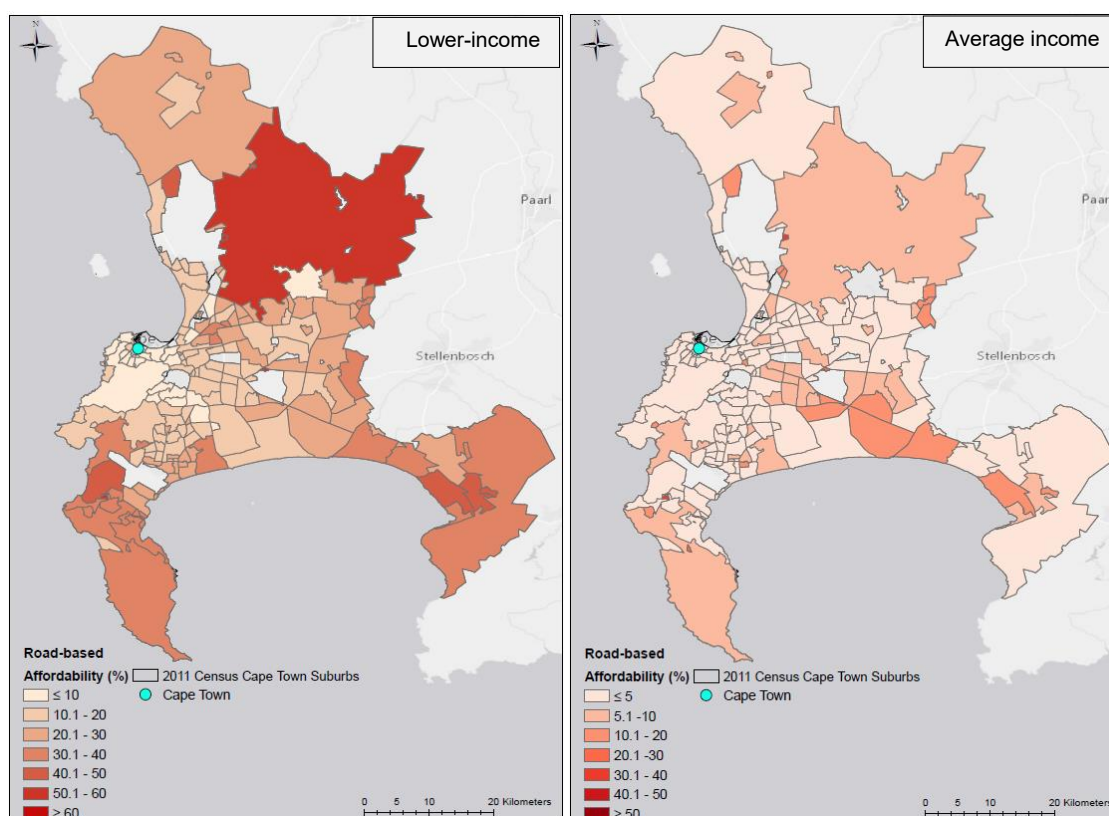 N
Lower-income
Paarl
Stellenbosch
Road-based
Affordability (%)
2011 Census Cape Town Suburbs
≤ 10
Cape Town
10.1 - 20
20.1 - 30
30.1 - 40
40.1 - 50
50.1 - 60
≥ 60
0 5 10 20 Kilometers
N
Average income
Paarl
Stellenbosch
Road-based
Affordability (%)
2011 Census Cape Town Suburbs
≤ 5
Cape Town
5.1 -10
10.1 - 20
20.1 -30
30.1 - 40
40.1 - 50
0 5 10 20 Kilometers